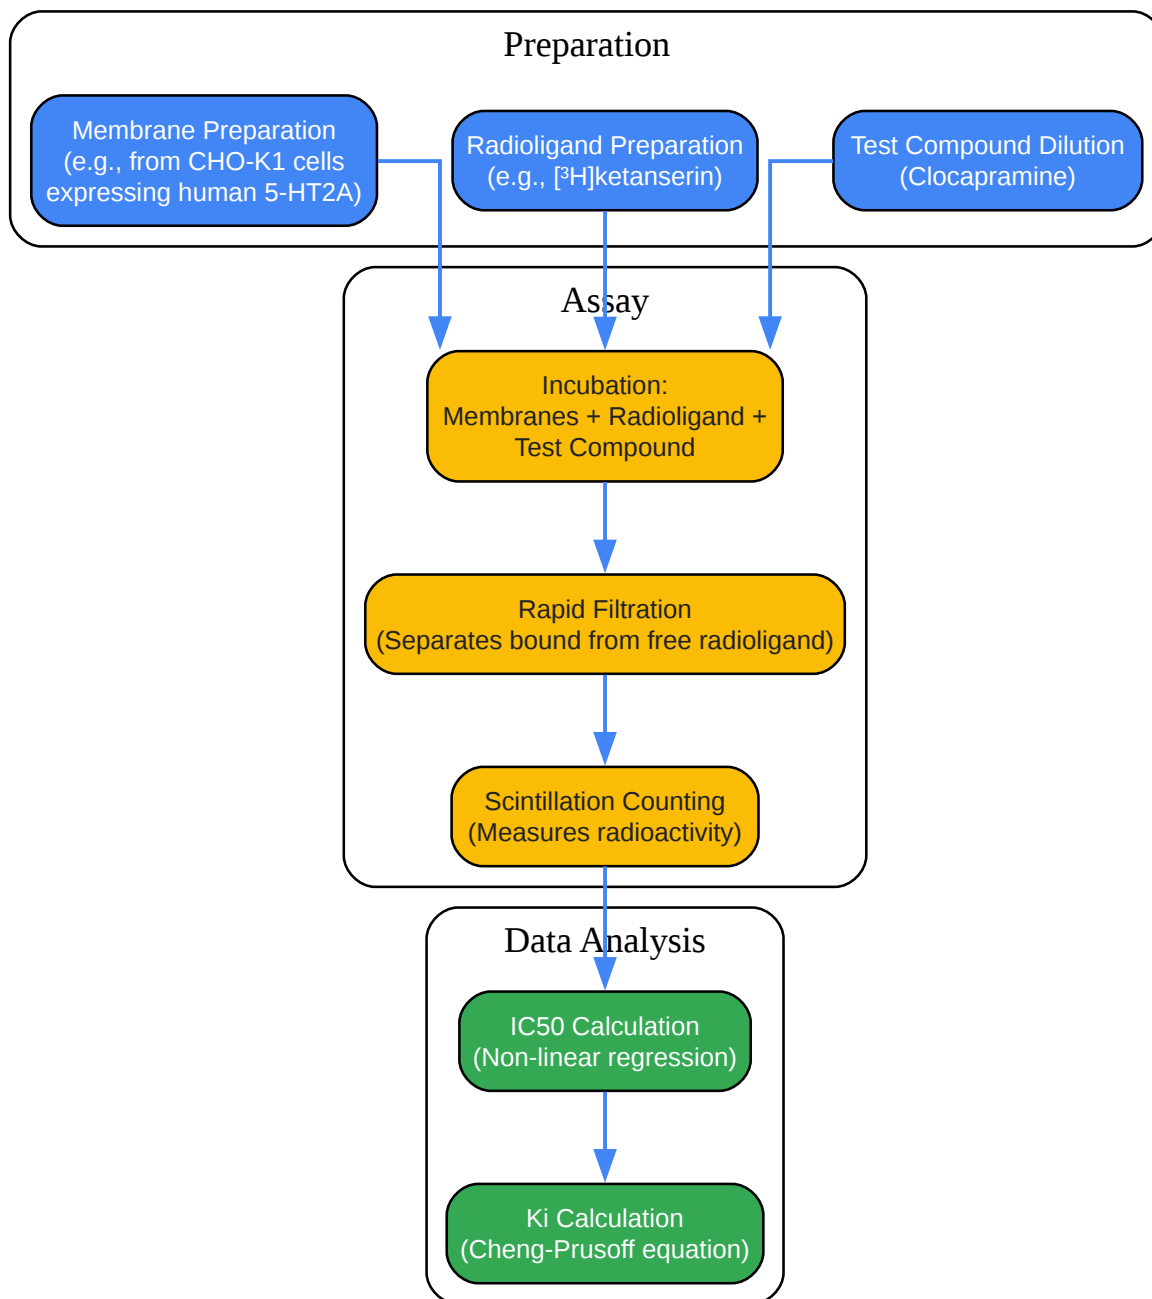 Preparation
Membrane Preparation
(e.g., from CHO-K1 cells
expressing human 5-HT2A)
Radioligand Preparation
(e.g., [³H]ketanserin)
Test Compound Dilution
(Clocapramine)
Assay
Incubation:
Membranes + Radioligand +
Test Compound
Rapid Filtration
(Separates bound from free radioligand)
Scintillation Counting
(Measures radioactivity)
Data Analysis
IC50 Calculation
(Non-linear regression)
Ki Calculation
(Cheng-Prusoff equation)